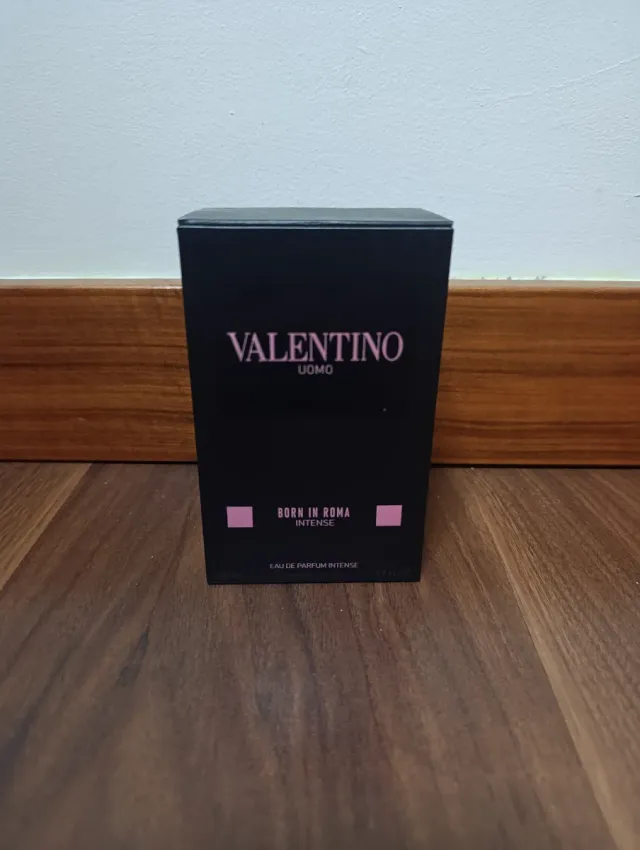 VALENTINO
UOMO
BORN IN ROMA
INTENSE
EAU DE PARFUM INTENSE